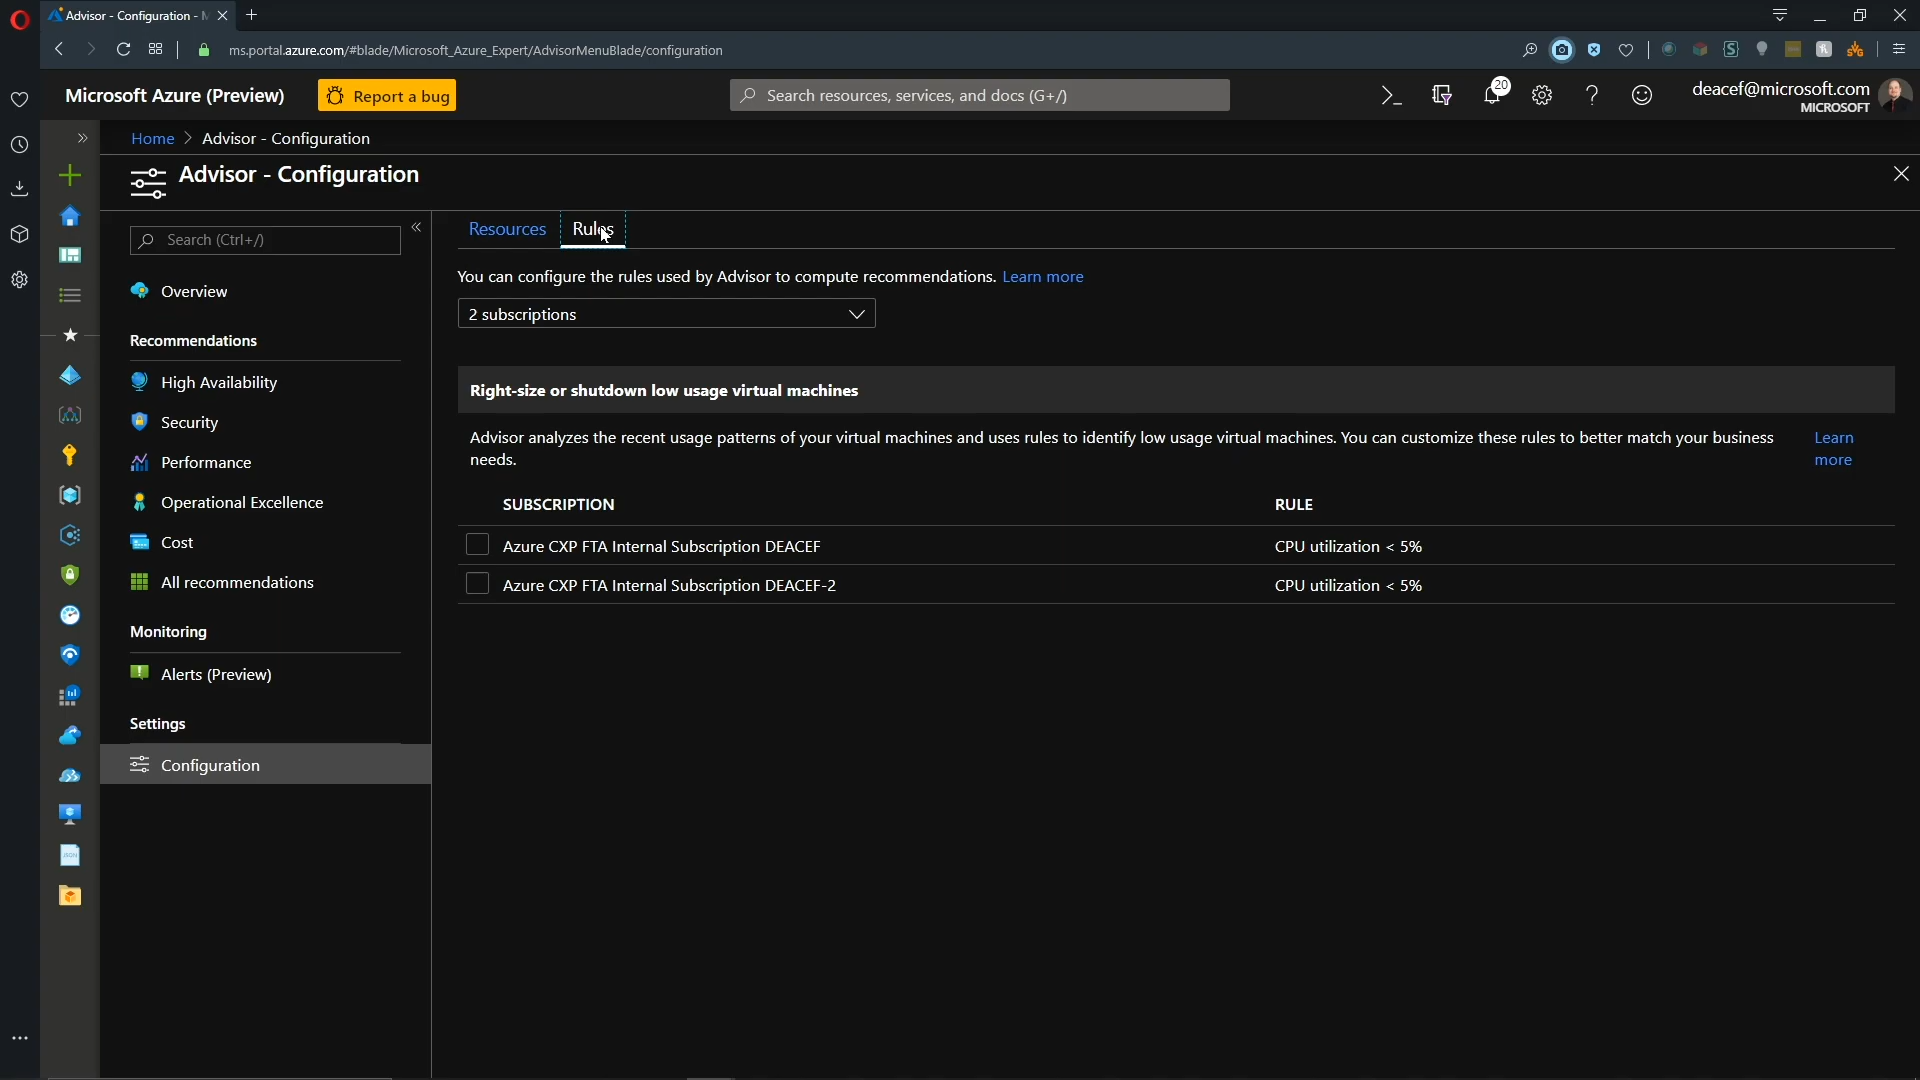 Advisor - Configuration - M
ms.portal.azure.com/#blade/Microsoft_Azure_Expert/AdvisorMenuBlade/configuration
Microsoft Azure (Preview)
Report a bug
Search resources, services, and docs (G+/)
20
deacef@microsoft.com
MICROSOFT
Home > Advisor - Configuration
Advisor - Configuration
Search (Ctrl+/)
Overview
Recommendations
High Availability
Security
Performance
Operational Excellence
Cost
All recommendations
Monitoring
Alerts (Preview)
Settings
Configuration
Resources Rules
You can configure the rules used by Advisor to compute recommendations. Learn more
2 subscriptions
Right-size or shutdown low usage virtual machines
Advisor analyzes the recent usage patterns of your virtual machines and uses rules to identify low usage virtual machines. You can customize these rules to better match your business
needs.
Learn
more
SUBSCRIPTION RULE
Azure CXP FTA Internal Subscription DEACEF CPU utilization < 5%
Azure CXP FTA Internal Subscription DEACEF-2 CPU utilization < 5%